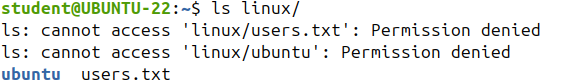 student@UBUNTU-22:~$ ls linux/
ls: cannot access 'linux/users.txt': Permission denied
ls: cannot access 'linux/ubuntu': Permission denied
ubuntu  users.txt